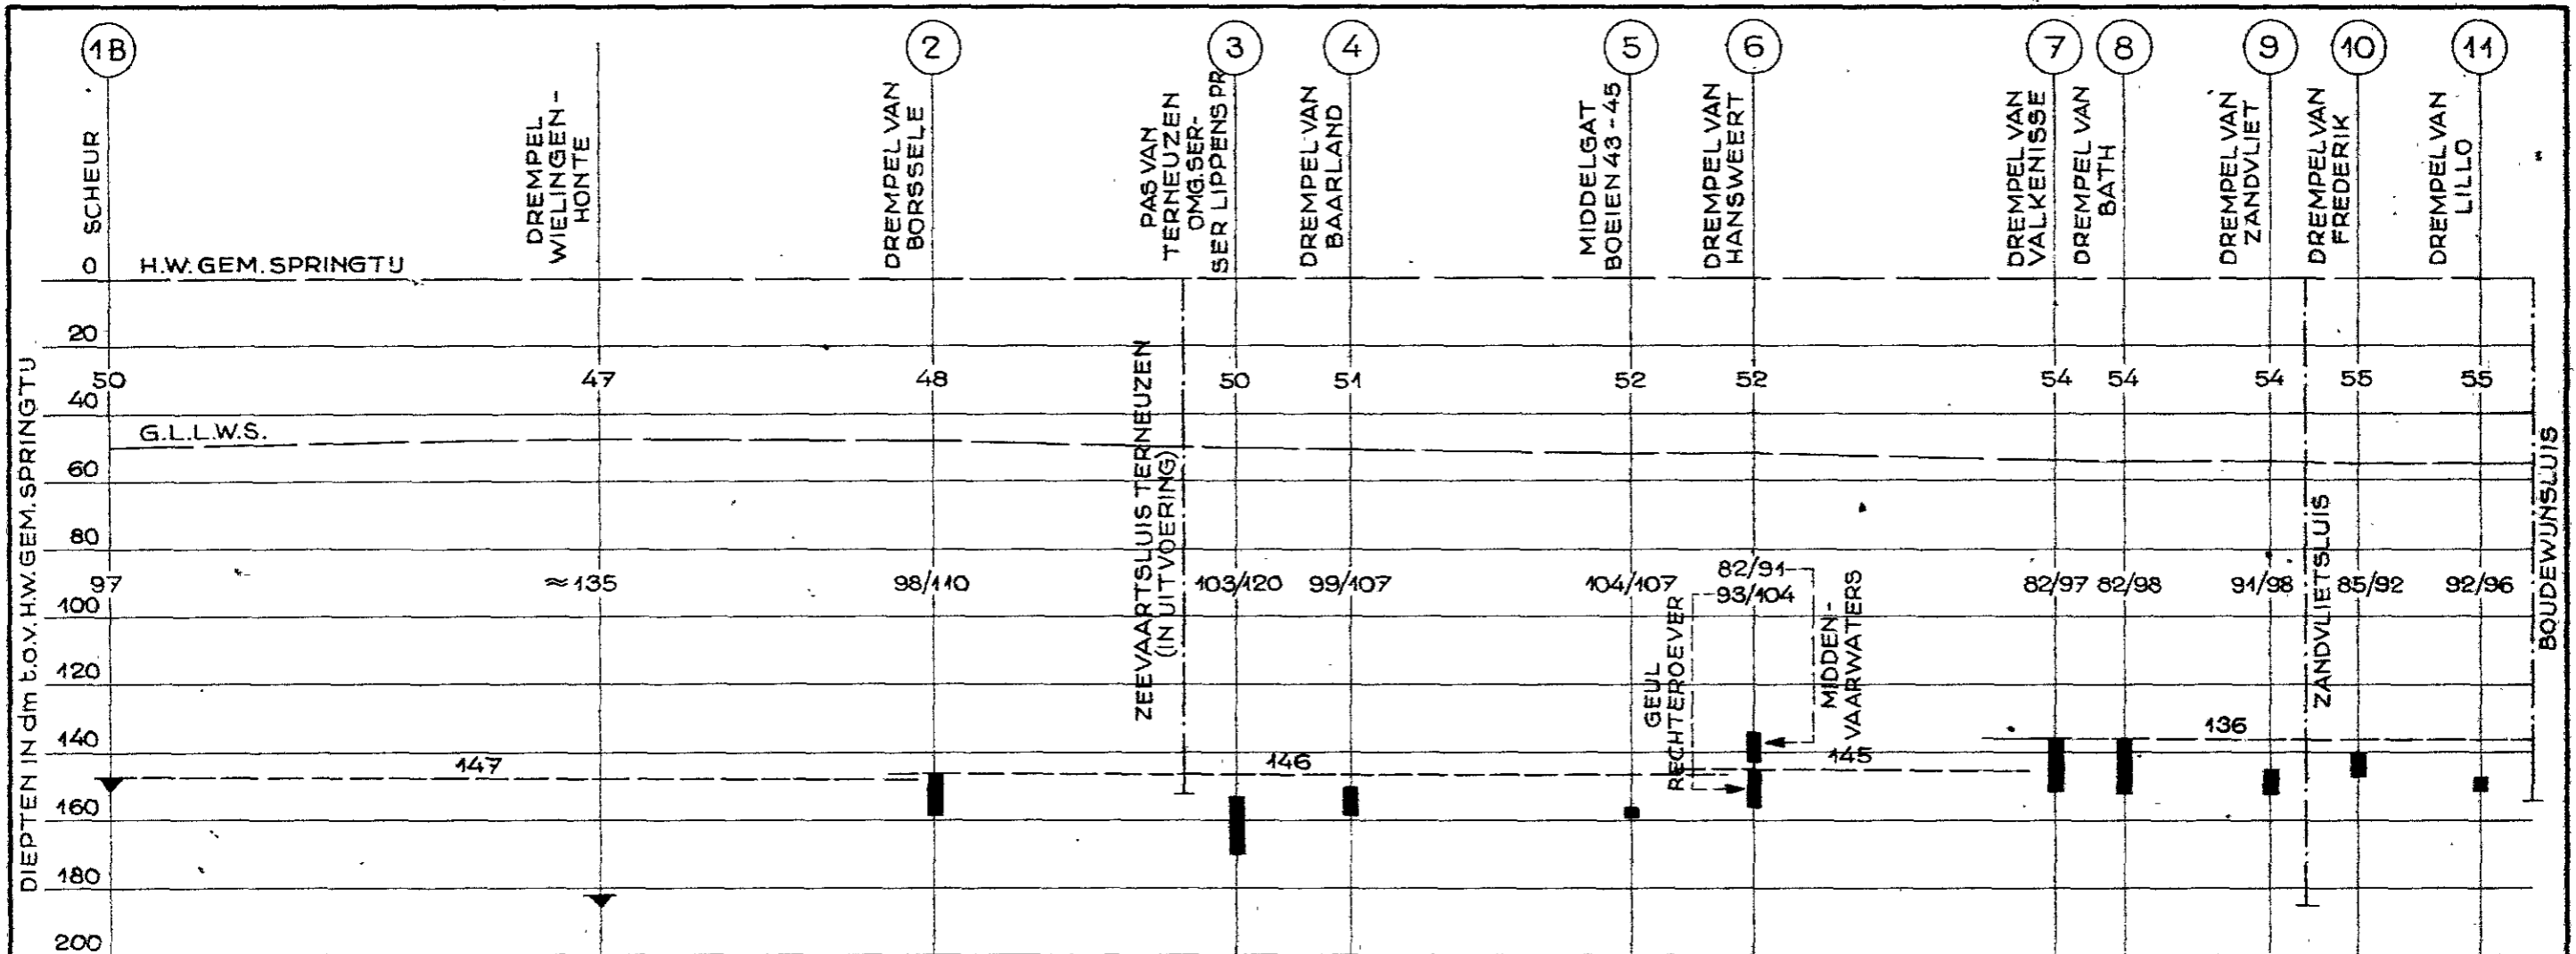 1B
2
3
4
5
6
7
8
9
10
11
SCHEUR
DREMPEL
WIELINGEN-
HONTE
DREMPEL VAN
BORSSELE
PAS VAN
TERNEUZEN
OMG. SER-
SER LIPPENSPR
DREMPEL VAN
BAARLAND
MIDDELGAT
BOEIEN 43-45
DREMPEL VAN
HANSWEERT
DREMPEL VAN
VALKENISSE
DREMPEL VAN
BATH
DREMPEL VAN
ZANDVLIET
DREMPEL VAN
FREDERIK
DREMPEL VAN
LILLO
DIEPTEN IN dm t.o.v. H.W. GEM. SPRINGTIJ
0
H.W. GEM. SPRINGTIJ
20
50
47
48
50
51
52
52
54
54
54
55
55
40
G.L.L.W.S.
60
80
97
≈135
98/110
103/120
99/107
104/107
82/91
93/104
82/97
82/98
91/98
85/92
92/96
100
120
140
160
180
200
ZEEVAARTSLUIS TERNEUZEN
(IN UITVOERING)
GEUL
RECHTEROEVER
MIDDEN-
VAARWATERS
ZANDVLIETSLUIS
BOUDEWIJNSLUIS
147
146
145
136